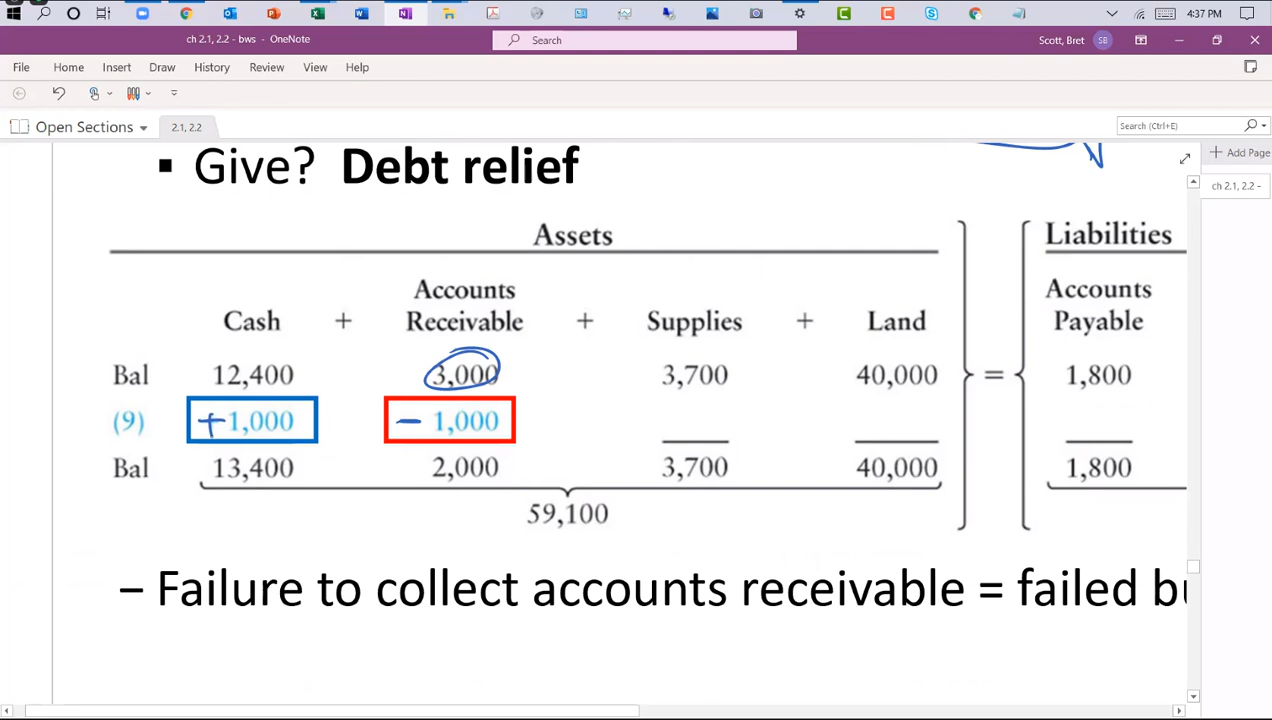 4:37 PM
ch 2.1, 2.2 - bws - OneNote
Search
Scott, Bret
SB
File Home Insert Draw History Review View Help
Open Sections
2.1, 2.2
Search (Ctrl+E)
Add Page
ch 2.1, 2.2 -
▪ Give? Debt relief
Assets Liabilities
Accounts Accounts
Cash + Receivable + Supplies + Land Payable
Bal 12,400 3,000 3,700 40,000 = 1,800
(9) +1,000 − 1,000
Bal 13,400 2,000 3,700 40,000 1,800
59,100
− Failure to collect accounts receivable = failed bu